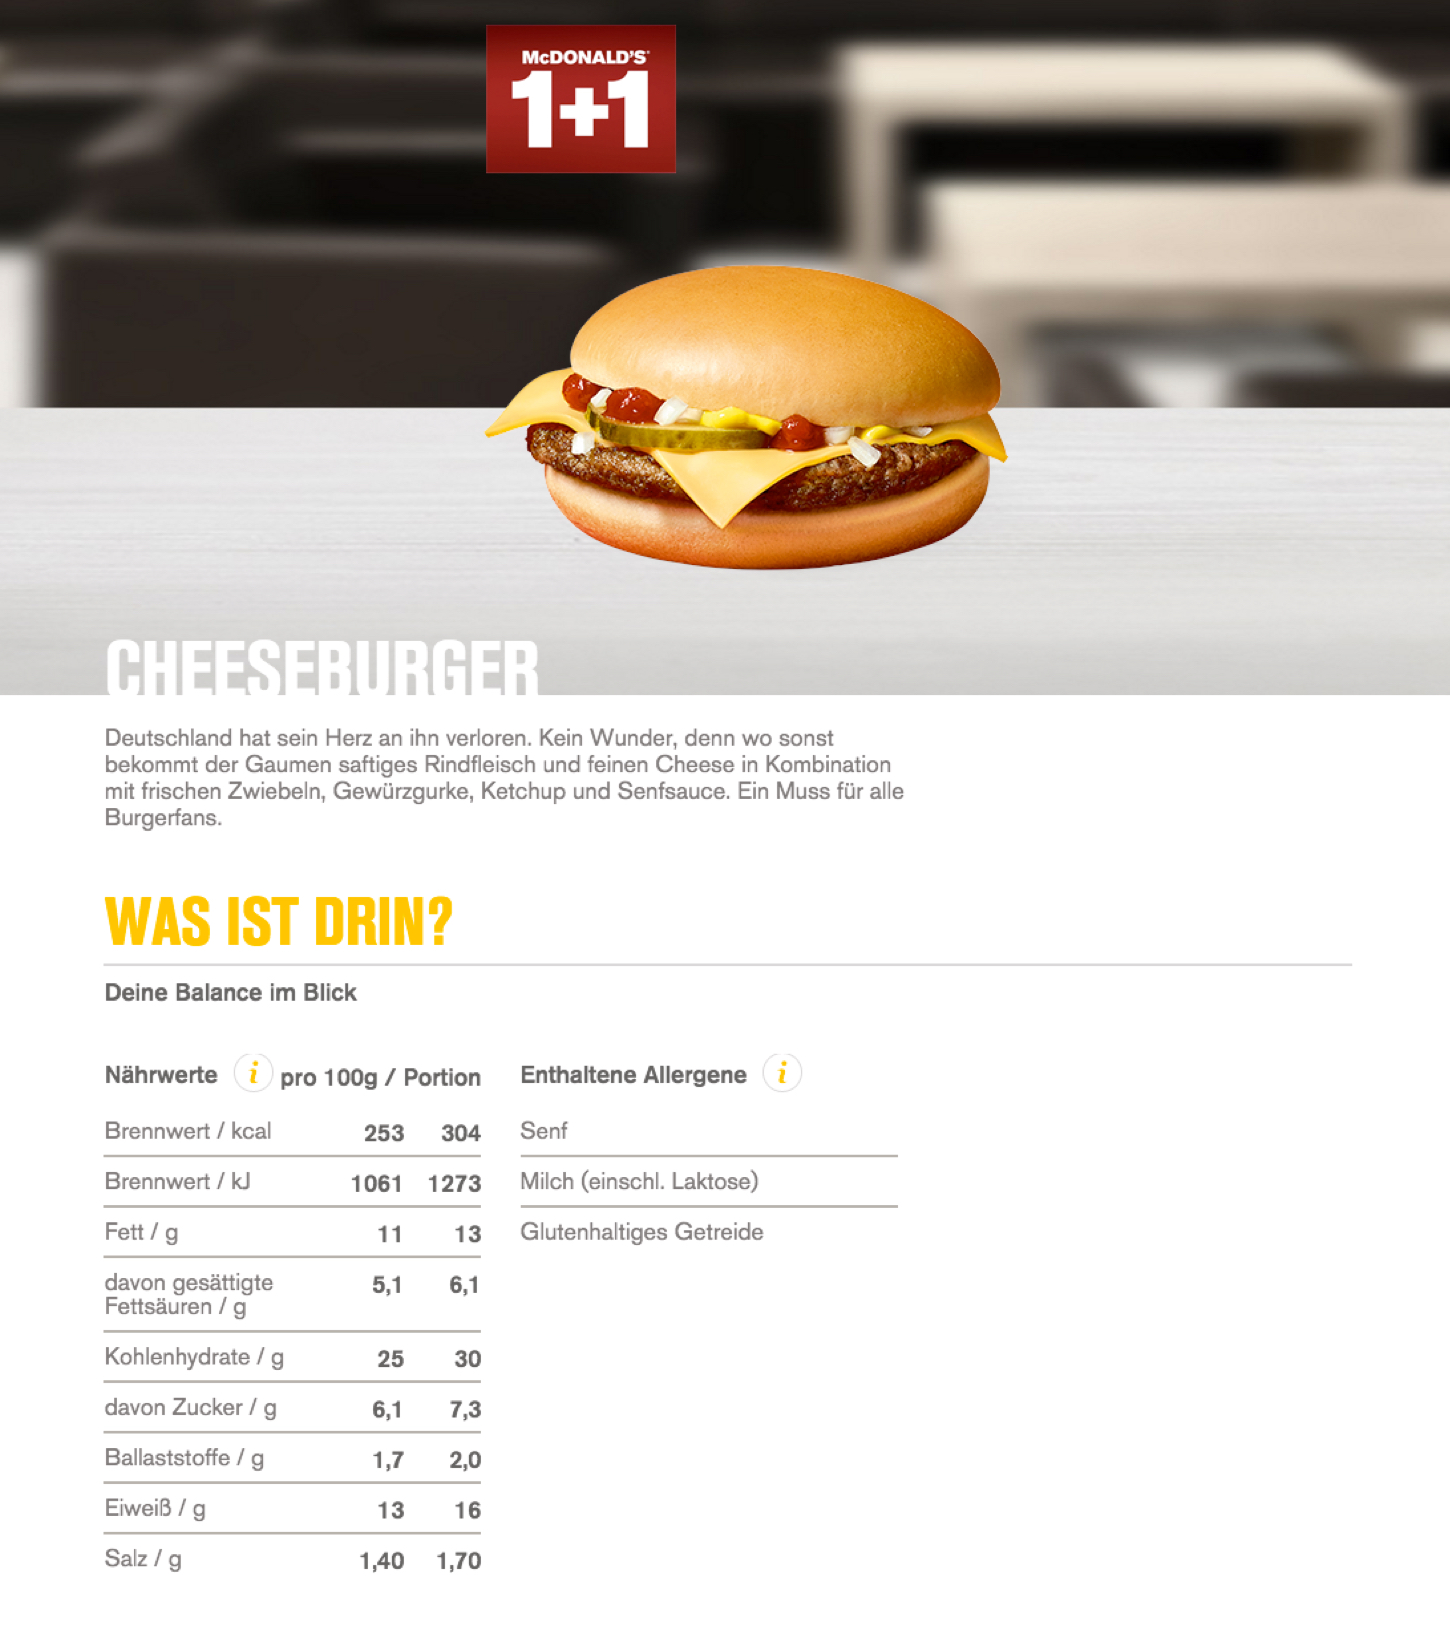 McDONALD'S
1+1
CHEESEBURGER
Deutschland hat sein Herz an ihn verloren. Kein Wunder, denn wo sonst
bekommt der Gaumen saftiges Rindfleisch und feinen Cheese in Kombination
mit frischen Zwiebeln, Gewürzgurke, Ketchup und Senfsauce. Ein Muss für alle
Burgerfans.
WAS IST DRIN?
Deine Balance im Blick
Nährwerte i pro 100g / Portion
Brennwert / kcal 253 304
Brennwert / kJ 1061 1273
Fett / g 11 13
davon gesättigte
Fettsäuren / g 5,1 6,1
Kohlenhydrate / g 25 30
davon Zucker / g 6,1 7,3
Ballaststoffe / g 1,7 2,0
Eiweiß / g 13 16
Salz / g 1,40 1,70
Enthaltene Allergene i
Senf
Milch (einschl. Laktose)
Glutenhaltiges Getreide